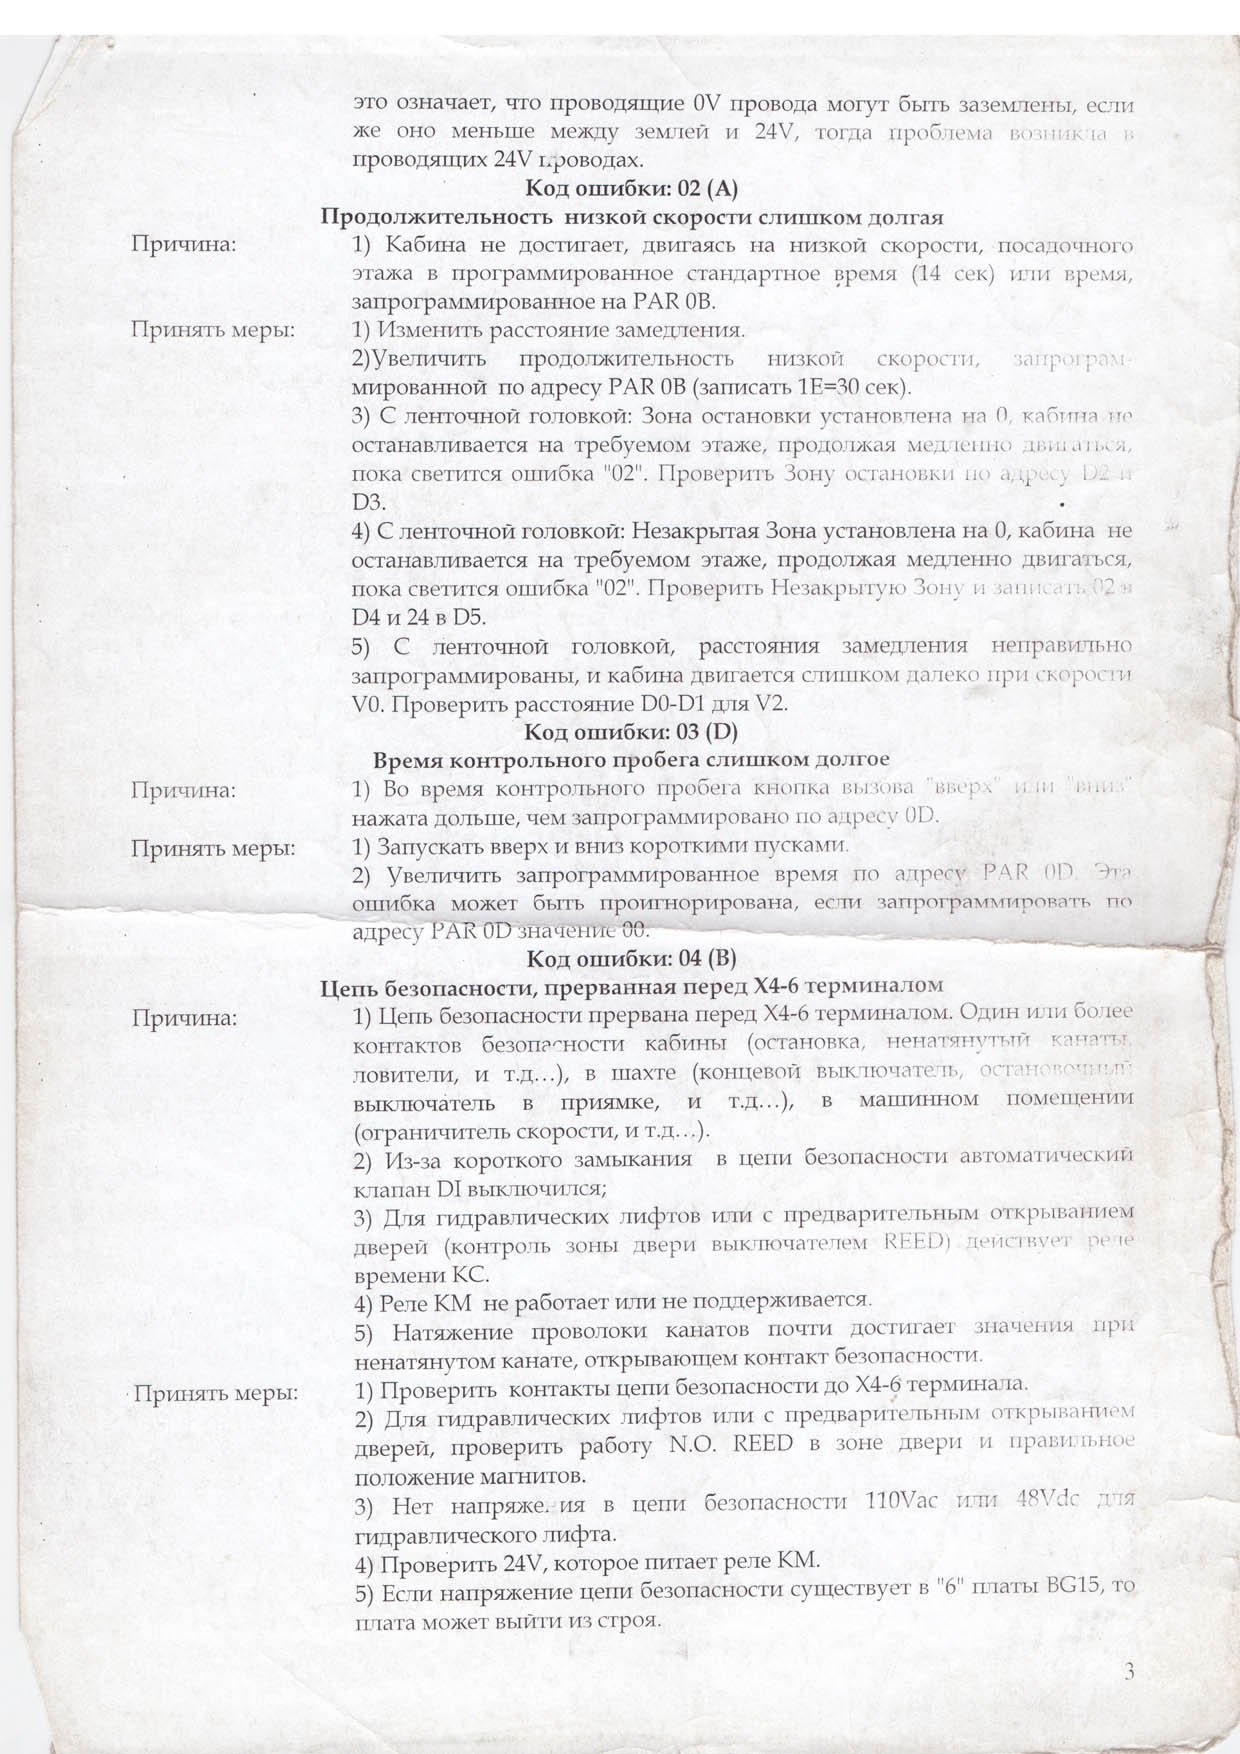 это означает, что проводящие 0V провода могут быть заземлены, если
же оно меньше между землей и 24V, тогда проблема возникла в
проводящих 24V проводах.
Код ошибки: 02 (A)
Продолжительность низкой скорости слишком долгая
Причина: 1) Кабина не достигает, двигаясь на низкой скорости, посадочного
этажа в программированное стандартное время (14 сек) или время,
запрограммированное на PAR 0B.
Принять меры: 1) Изменить расстояние замедления.
2)Увеличить продолжительность низкой скорости, запрограм-
мированной по адресу PAR 0B (записать 1E=30 сек).
3) С ленточной головкой: Зона остановки установлена на 0, кабина не
останавливается на требуемом этаже, продолжая медленно двигаться,
пока светится ошибка "02". Проверить Зону остановки по адресу D2 и
D3.
4) С ленточной головкой: Незакрытая Зона установлена на 0, кабина не
останавливается на требуемом этаже, продолжая медленно двигаться,
пока светится ошибка "02". Проверить Незакрытую Зону и записать 02 в
D4 и 24 в D5.
5) С ленточной головкой, расстояния замедления неправильно
запрограммированы, и кабина двигается слишком далеко при скорости
V0. Проверить расстояние D0-D1 для V2.
Код ошибки: 03 (D)
Время контрольного пробега слишком долгое
Причина: 1) Во время контрольного пробега кнопка вызова "вверх" или "вниз"
нажата дольше, чем запрограммировано по адресу 0D.
Принять меры: 1) Запускать вверх и вниз короткими пусками.
2) Увеличить запрограммированное время по адресу PAR 0D. Эта
ошибка может быть проигнорирована, если запрограммировать по
адресу PAR 0D значение 00.
Код ошибки: 04 (B)
Цепь безопасности, прерванная перед X4-6 терминалом
Причина: 1) Цепь безопасности прервана перед X4-6 терминалом. Один или более
контактов безопасности кабины (остановка, ненатянутый канаты,
ловители, и т.д…), в шахте (концевой выключатель, остановочный
выключатель в приямке, и т.д…), в машинном помещении
(ограничитель скорости, и т.д…).
2) Из-за короткого замыкания в цепи безопасности автоматический
клапан DI выключился;
3) Для гидравлических лифтов или с предварительным открыванием
дверей (контроль зоны двери выключателем REED) действует реле
времени KC.
4) Реле KM не работает или не поддерживается.
5) Натяжение проволоки канатов почти достигает значения при
ненатянутом канате, открывающем контакт безопасности.
Принять меры: 1) Проверить контакты цепи безопасности до X4-6 терминала.
2) Для гидравлических лифтов или с предварительным открыванием
дверей, проверить работу N.O. REED в зоне двери и правильное
положение магнитов.
3) Нет напряжения в цепи безопасности 110Vac или 48Vdc для
гидравлического лифта.
4) Проверить 24V, которое питает реле KM.
5) Если напряжение цепи безопасности существует в "6" платы BG15, то
плата может выйти из строя.
3